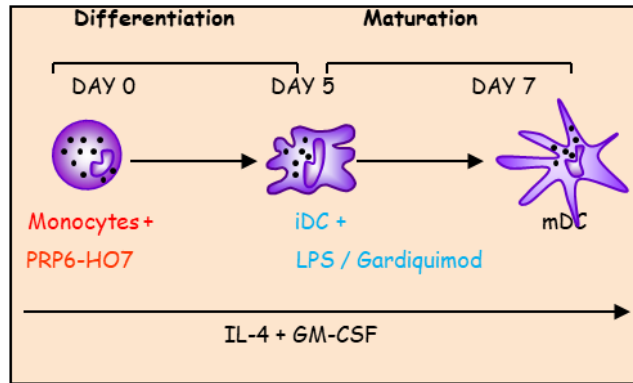 Differentiation Maturation
DAY 0 DAY 5 DAY 7
Monocytes + iDC + mDC
PRP6-HO7 LPS / Gardiquimod
IL-4 + GM-CSF